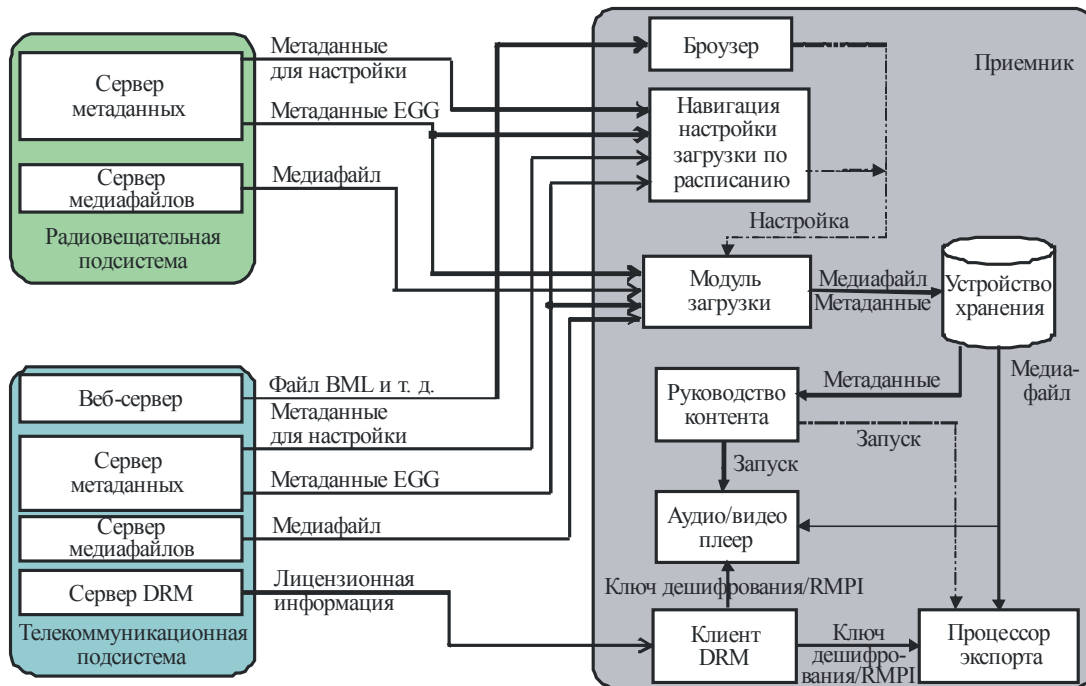 Сервер
метаданных
Сервер
медиафайлов
Радиовещательная
подсистема
Метаданные
для настройки
Метаданные EGG
Медиафайл
Веб-сервер
Сервер
метаданных
Сервер
медиафайлов
Сервер DRM
Телекоммуникационная
подсистема
Файл BML и т. д.
Метаданные
для настройки
Метаданные EGG
Медиафайл
Лицензионная
информация
Приемник
Броузер
Навигация
настройки
загрузки по
расписанию
Настройка
Модуль
загрузки
Медиафайл
Метаданные
Устройство
хранения
Метаданные
Медиа-
файл
Руководство
контента
Запуск
Запуск
Аудио/видео
плеер
Ключ дешифрования/RMPI
Клиент
DRM
Ключ
дешифро-
вания/RMPI
Процессор
экспорта